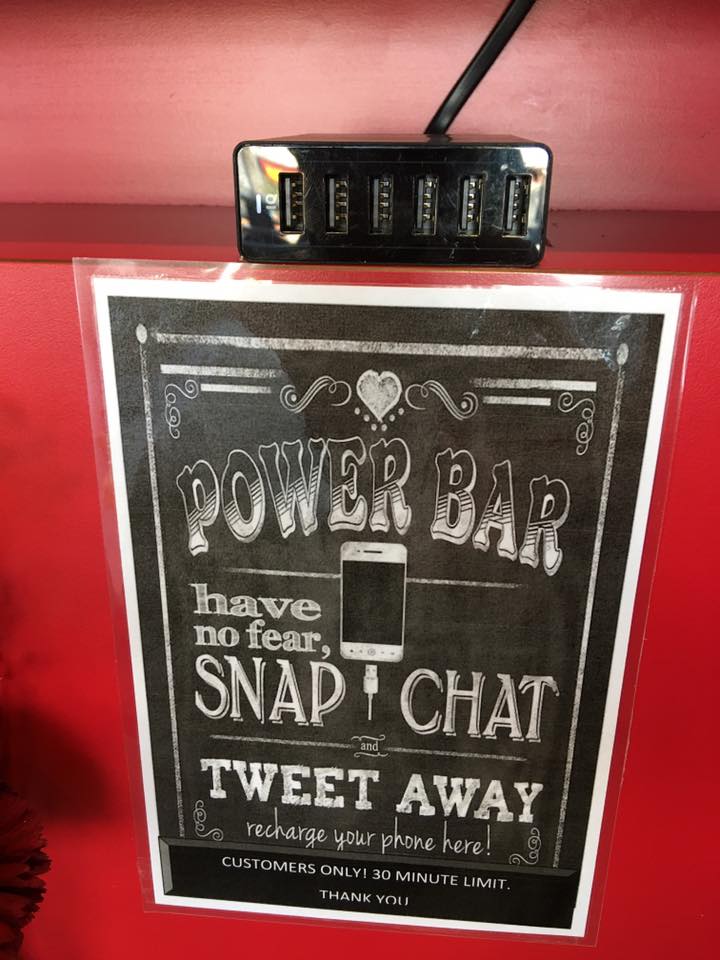 POWER BAR
have
no fear,
SNAP CHAT
and
TWEET AWAY
recharge your phone here!
CUSTOMERS ONLY! 30 MINUTE LIMIT.
THANK YOU